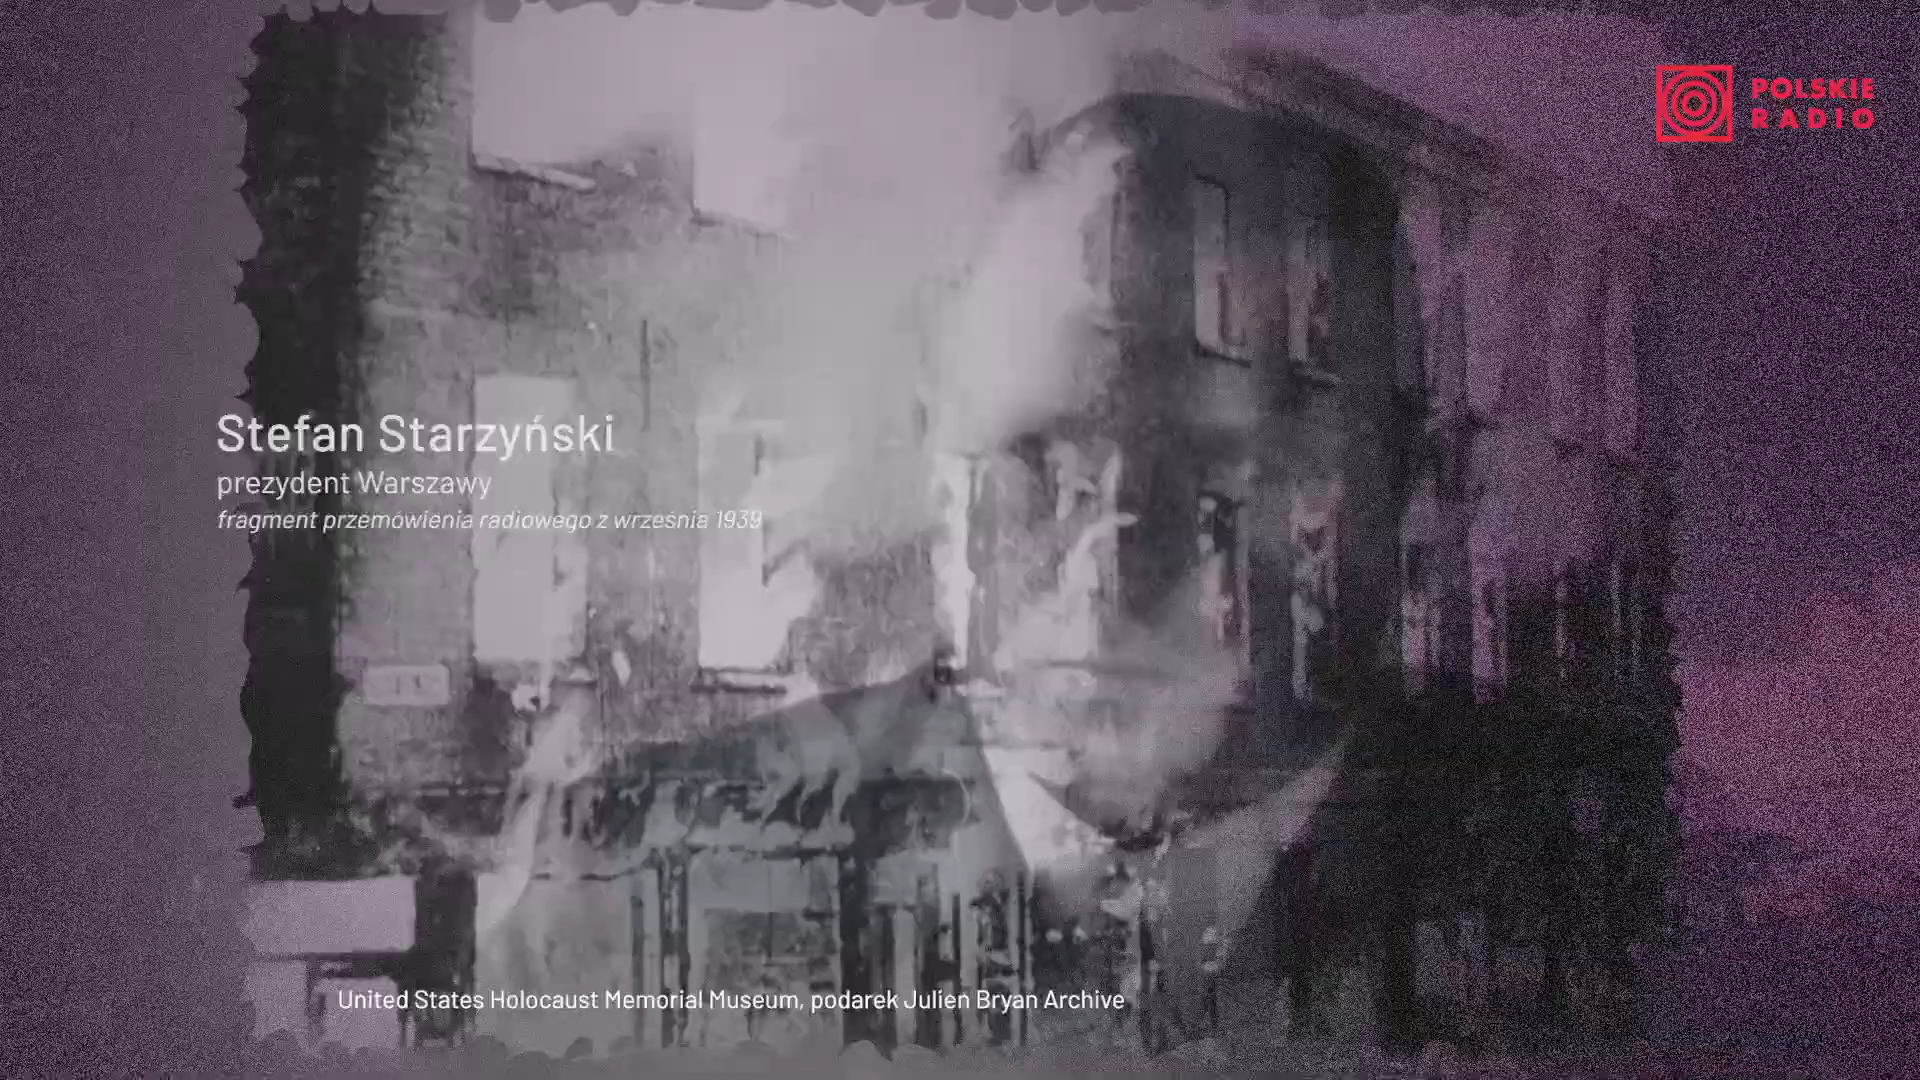 POLSKIE
RADIO
Stefan Starzyński
prezydent Warszawy
fragment przemówienia radiowego z września 1939
United States Holocaust Memorial Museum, podarek Julien Bryan Archive